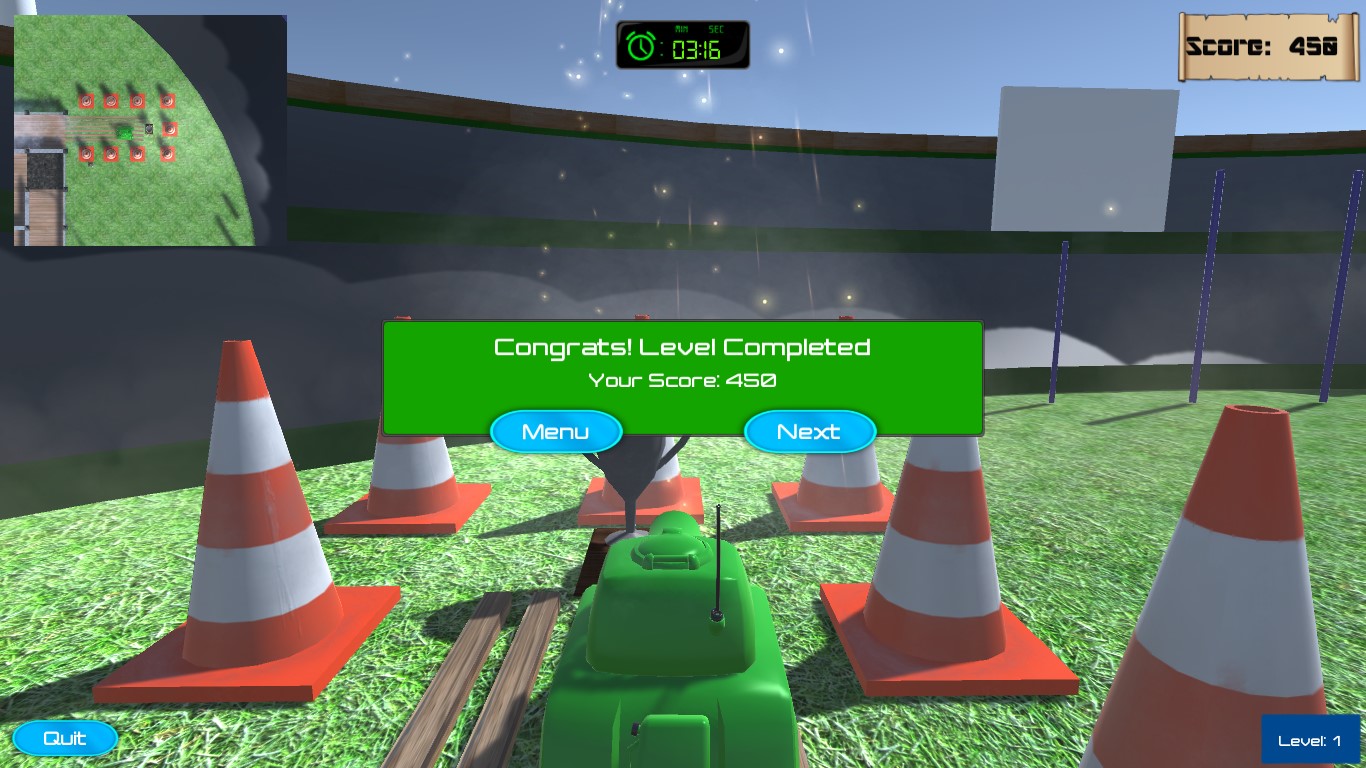 MIN SEC
: 03:16
Score: 450
Congrats! Level Completed
Your Score: 450
Menu
Next
Quit
Level: 1